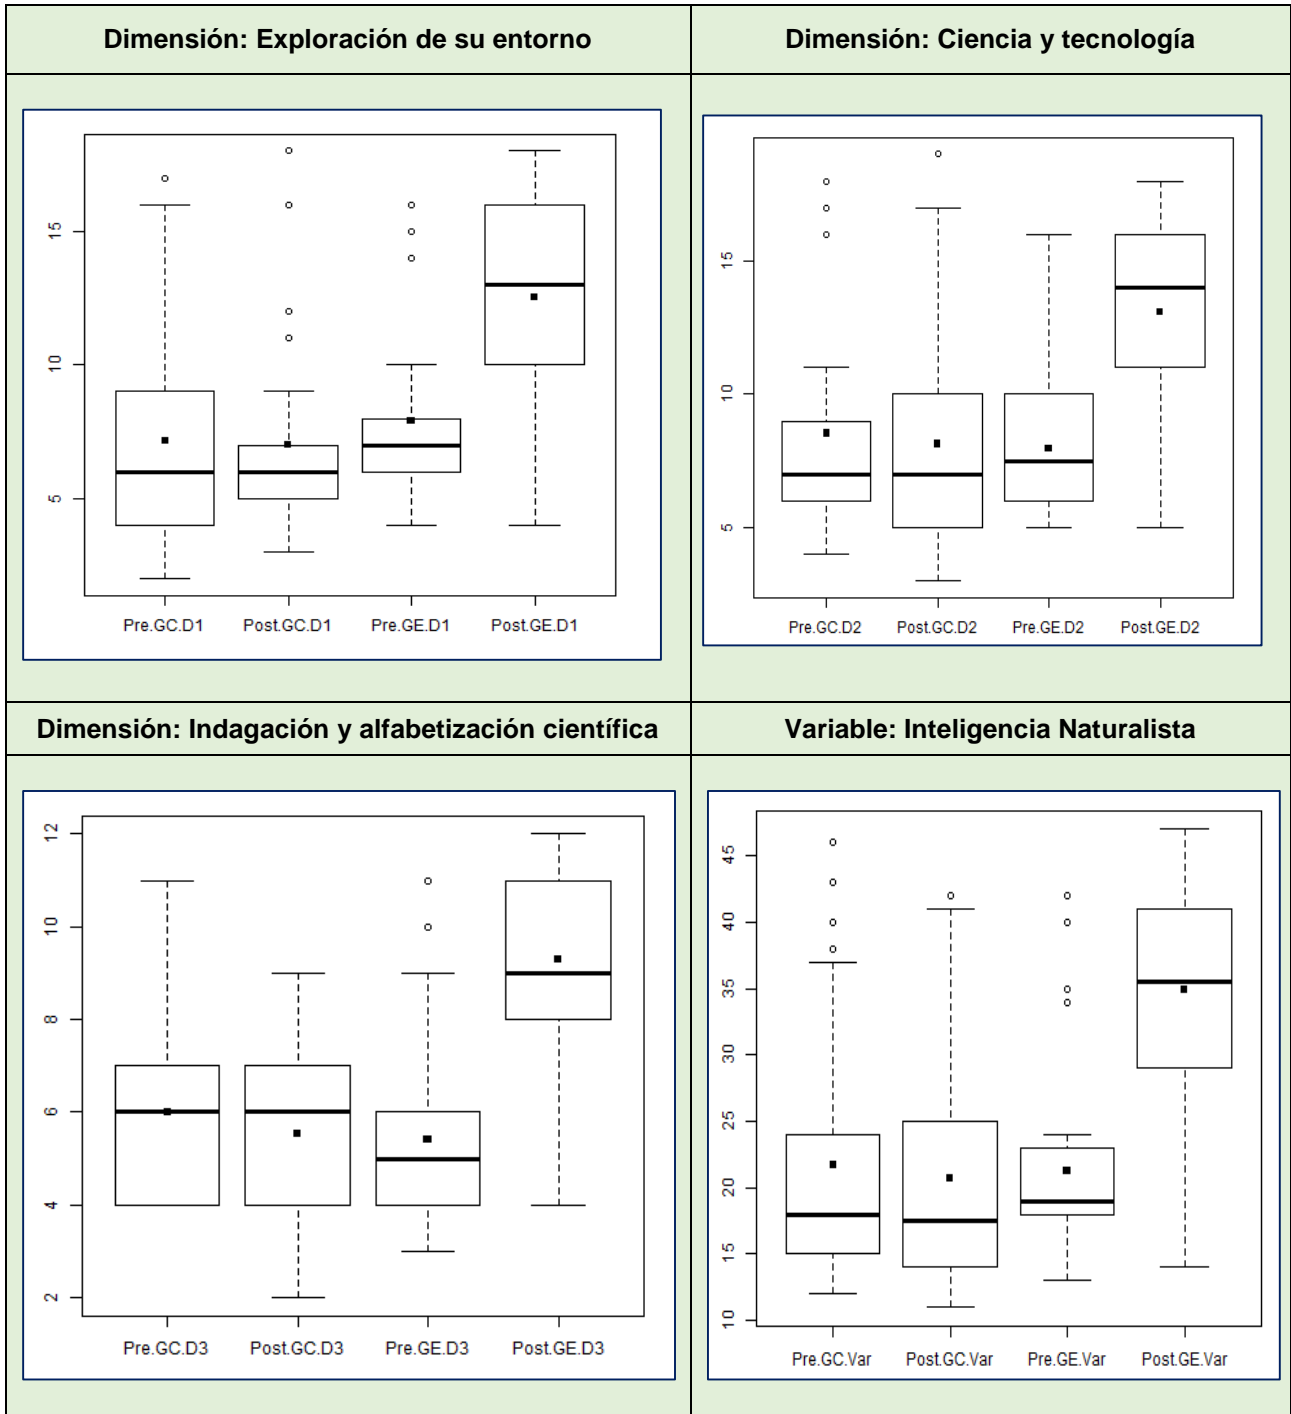 Dimensión: Exploración de su entorno
Dimensión: Ciencia y tecnología
15
10
5
Pre.GC.D1 Post.GC.D1 Pre.GE.D1 Post.GE.D1
15
10
5
Pre.GC.D2 Post.GC.D2 Pre.GE.D2 Post.GE.D2
Dimensión: Indagación y alfabetización científica
Variable: Inteligencia Naturalista
12
10
8
6
4
2
Pre.GC.D3 Post.GC.D3 Pre.GE.D3 Post.GE.D3
45
40
35
30
25
20
15
10
Pre.GC.Var Post.GC.Var Pre.GE.Var Post.GE.Var